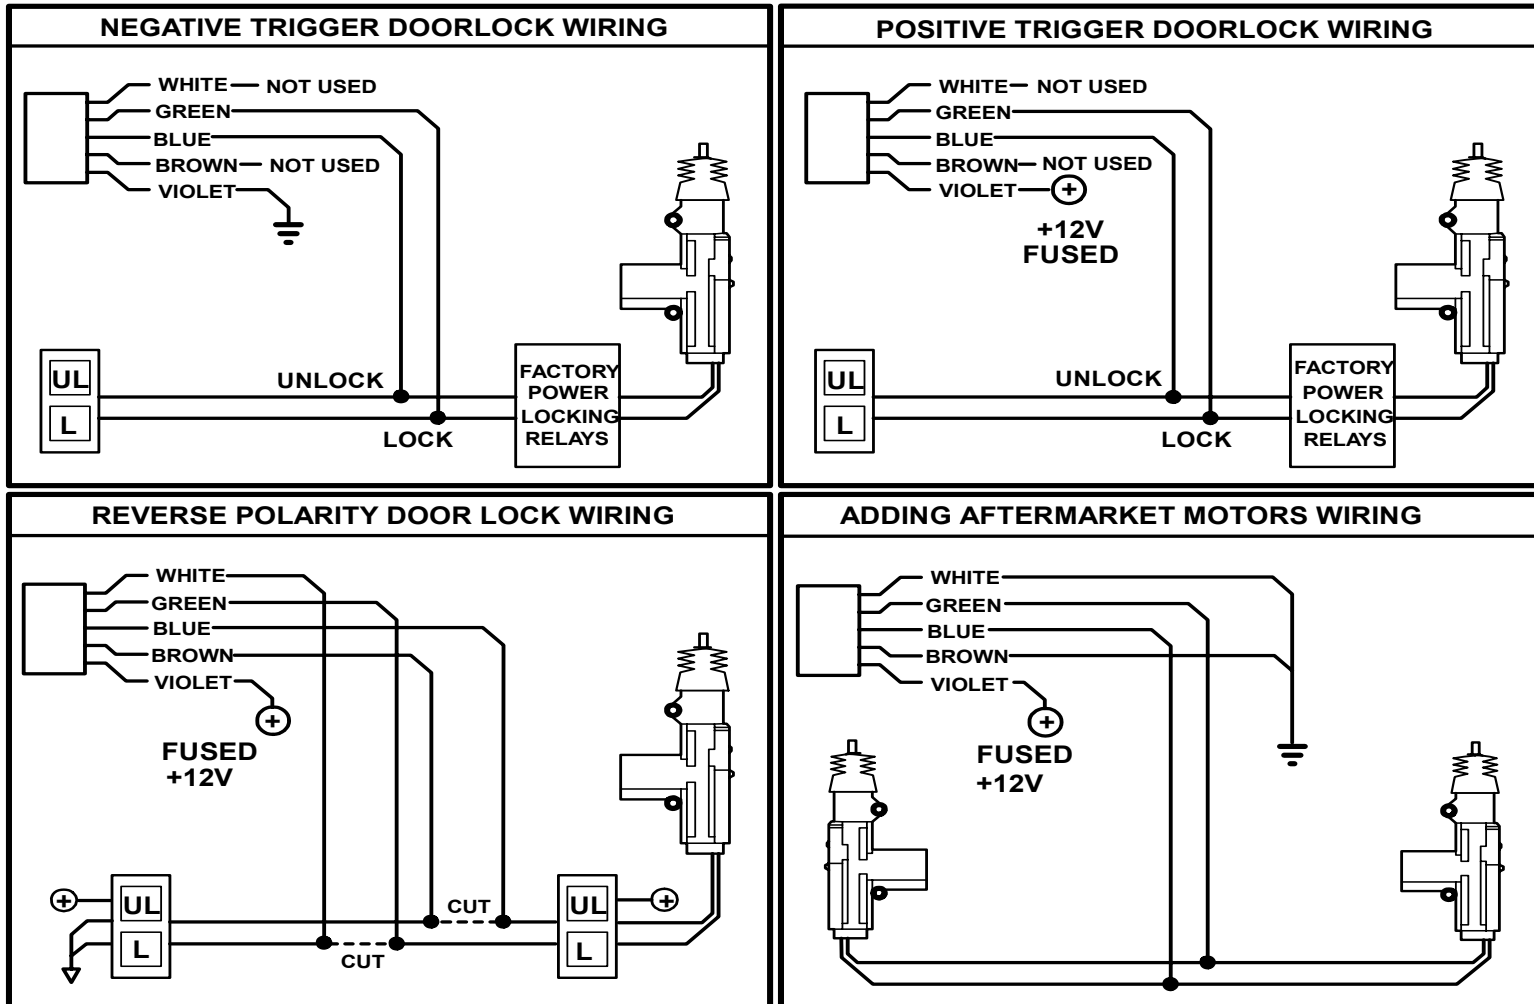 NEGATIVE TRIGGER DOORLOCK WIRING
WHITE NOT USED
GREEN
BLUE
BROWN NOT USED
VIOLET
UL
L
UNLOCK
LOCK
FACTORY
POWER
LOCKING
RELAYS
POSITIVE TRIGGER DOORLOCK WIRING
WHITE NOT USED
GREEN
BLUE
BROWN NOT USED
VIOLET +
+12V
FUSED
UL
L
UNLOCK
LOCK
FACTORY
POWER
LOCKING
RELAYS
REVERSE POLARITY DOOR LOCK WIRING
WHITE
GREEN
BLUE
BROWN
VIOLET
+
FUSED
+12V
+
UL
L
CUT
CUT
UL
L
+
ADDING AFTERMARKET MOTORS WIRING
WHITE
GREEN
BLUE
BROWN
VIOLET
+
FUSED
+12V